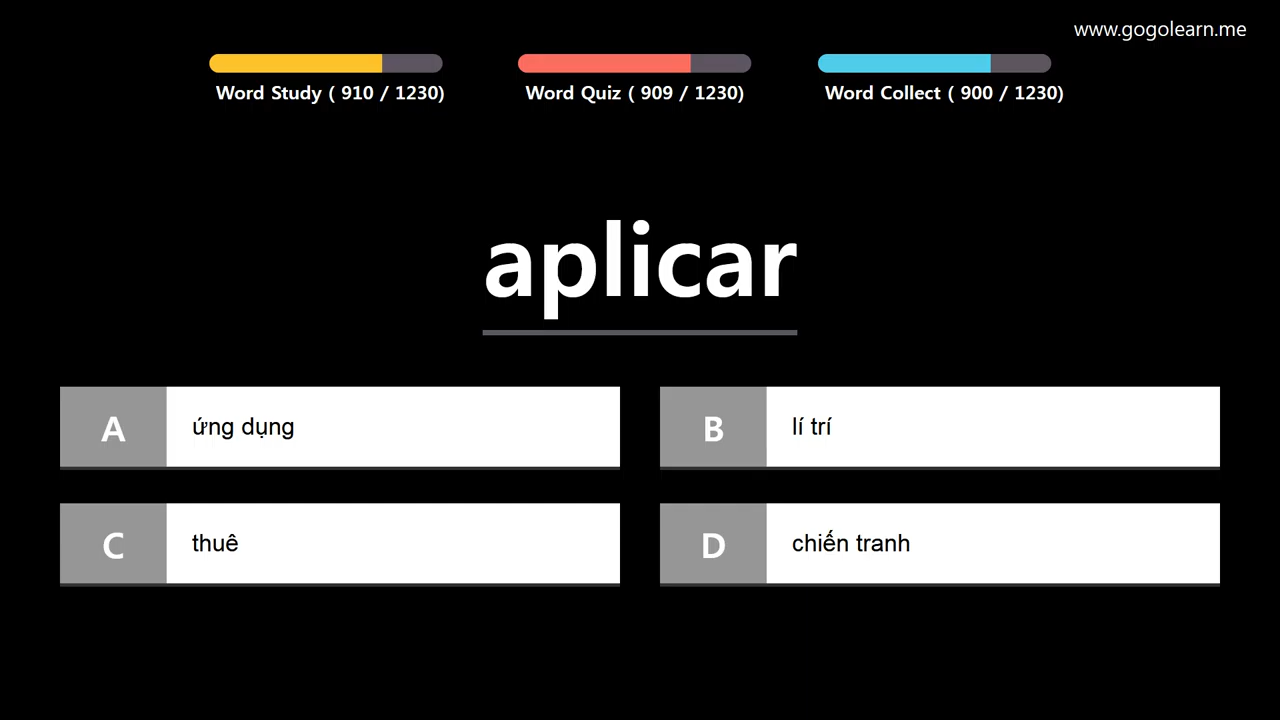 www.gogolearn.me
Word Study ( 910 / 1230)
Word Quiz ( 909 / 1230)
Word Collect ( 900 / 1230)
aplicar
A ứng dụng
B lí trí
C thuê
D chiến tranh